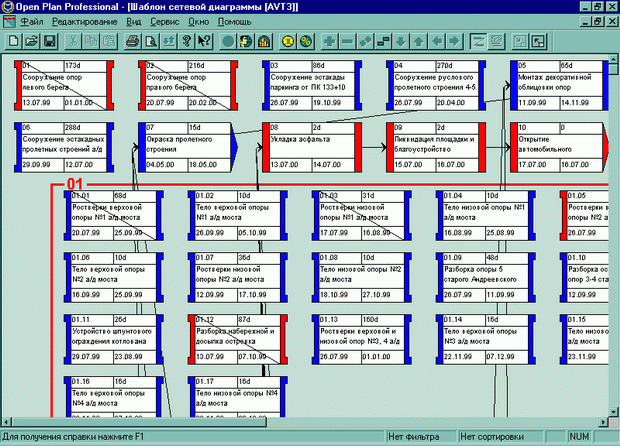 Open Plan Professional - [Шаблон сетевой диаграммы [AVT3]]
Файл Редактирование Вид Сервис Окно Помощь
01 173d
Сооружение опор
левого берега
13.07.99 01.01.00
02 216d
Сооружение опор
правого берега
20.07.99 20.02.00
03 86d
Сооружение эстакады
паркинга от ПК 133+10
26.07.99 19.10.99
04 270d
Сооружение руслового
пролетного строения 4-5
26.07.99 20.04.00
05 65d
Монтаж декоративной
облицовки опор
11.09.99 14.11.99
06 288d
Сооружение эстакадных
пролетных строений а/д
29.09.99 12.07.00
07 15d
Окраска пролетного
строения
04.05.00 18.05.00
08 2d
Укладка асфальта
13.07.00 14.07.00
09 2d
Ликвидация площадки и
благоустройство
15.07.00 16.07.00
10 0
Открытие
автомобильного
17.07.00 16.07.00
01
01.01 68d
Ростверки верховой
опоры №1 а/д моста
20.07.99 25.09.99
01.02 10d
Тело верховой опоры
№1 а/д моста
26.09.99 05.10.99
01.03 31d
Ростверки низовой
опоры №1 а/д моста
17.07.99 16.08.99
01.04 10d
Тело низовой опоры №1
а/д моста
16.08.99 25.08.99
01.05
Ростверки
опоры №2
26.07.99
01.06 10d
Тело верховой опоры
№2 а/д моста
16.09.99 25.09.99
01.07 36d
Ростверки низовой
опоры №2 а/д моста
12.09.99 17.10.99
01.08 10d
Тело низовой опоры №2
а/д моста
18.10.99 27.10.99
01.09 48d
Разборка опоры 5
старого Андреевского
26.07.99 11.09.99
01.10
опор 3-4
12.09.99
01.11 26d
Устройство шпунтового
ограждения котлована
29.07.99 23.08.99
01.12 87d
Разборка набережной и
досыпка островка
13.07.99 07.10.99
01.13 160d
Ростверки верховой и
низовой опор №3, 4 а/д
26.07.99 01.01.00
01.14 16d
Тело верховой опоры
№3 а/д моста
22.11.99 07.12.99
01.15
Тело низовой
а/д моста
23.11.99
01.16 16d
Тело верховой опоры
№4 а/д моста
01.17 16d
Тело низовой опоры №4
а/д моста
Для получения справки нажмите F1 Нет Фильтра Нет сортировки NUM